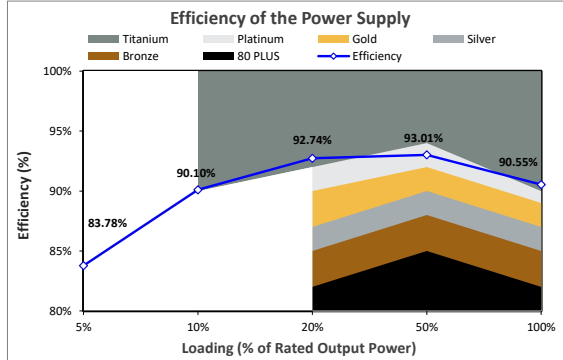 Efficiency of the Power Supply
Titanium Platinum Gold Silver
Bronze 80 PLUS Efficiency
100%
95%
90%
85%
80%
Efficiency (%)
83.78%
90.10%
92.74%
93.01%
90.55%
5% 10% 20% 50% 100%
Loading (% of Rated Output Power)